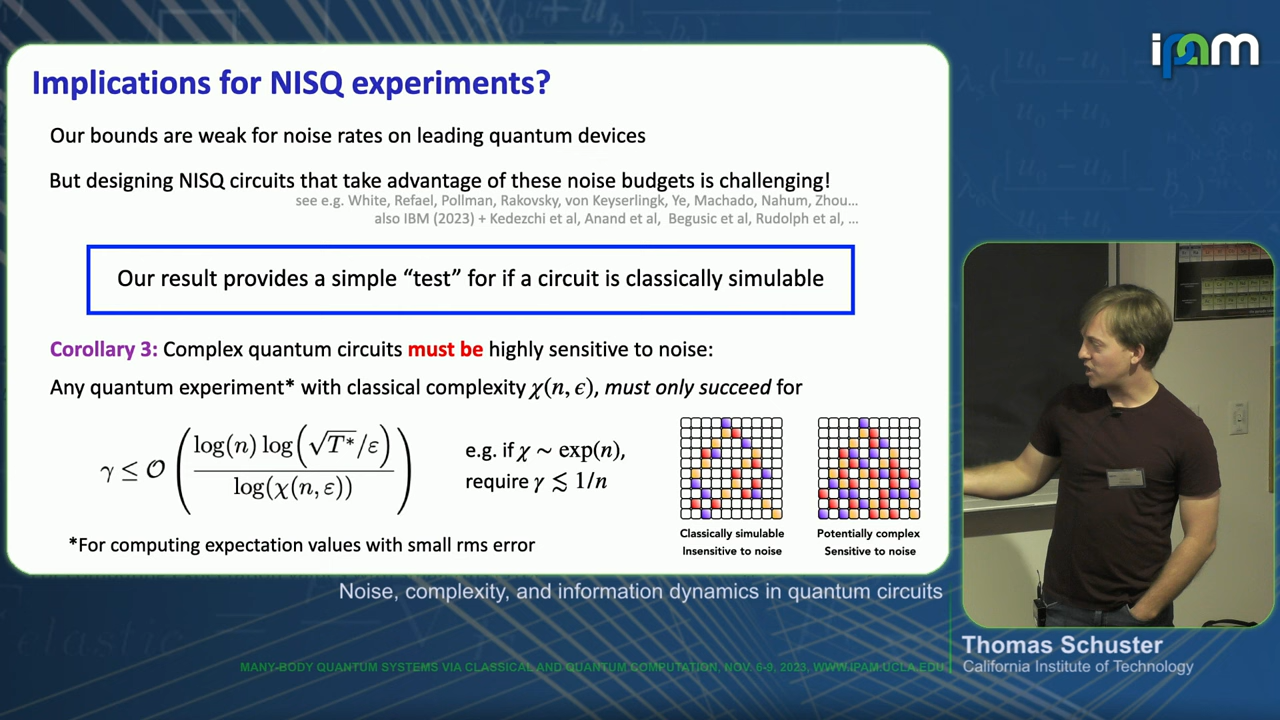 ipam
Implications for NISQ experiments?
Our bounds are weak for noise rates on leading quantum devices
But designing NISQ circuits that take advantage of these noise budgets is challenging!
see e.g. White, Refael, Pollman, Rakovsky, von Keyserlingk, Ye, Machado, Nahum, Zhou...
also IBM (2023) + Kedezchi et al, Anand et al, Begusic et al, Rudolph et al, ...
Our result provides a simple “test” for if a circuit is classically simulable
Corollary 3: Complex quantum circuits must be highly sensitive to noise:
Any quantum experiment* with classical complexity χ(n, ϵ), must only succeed for
γ ≤ 𝒪 ( log(n) log(√T*/ε) / log(χ(n, ε)) )
e.g. if χ ~ exp(n),
require γ ≲ 1/n
Classically simulable
Insensitive to noise
Potentially complex
Sensitive to noise
*For computing expectation values with small rms error
Noise, complexity, and information dynamics in quantum circuits
Thomas Schuster
California Institute of Technology
MANY-BODY QUANTUM SYSTEMS VIA CLASSICAL AND QUANTUM COMPUTATION, NOV. 6-9, 2023, WWW.IPAM.UCLA.EDU